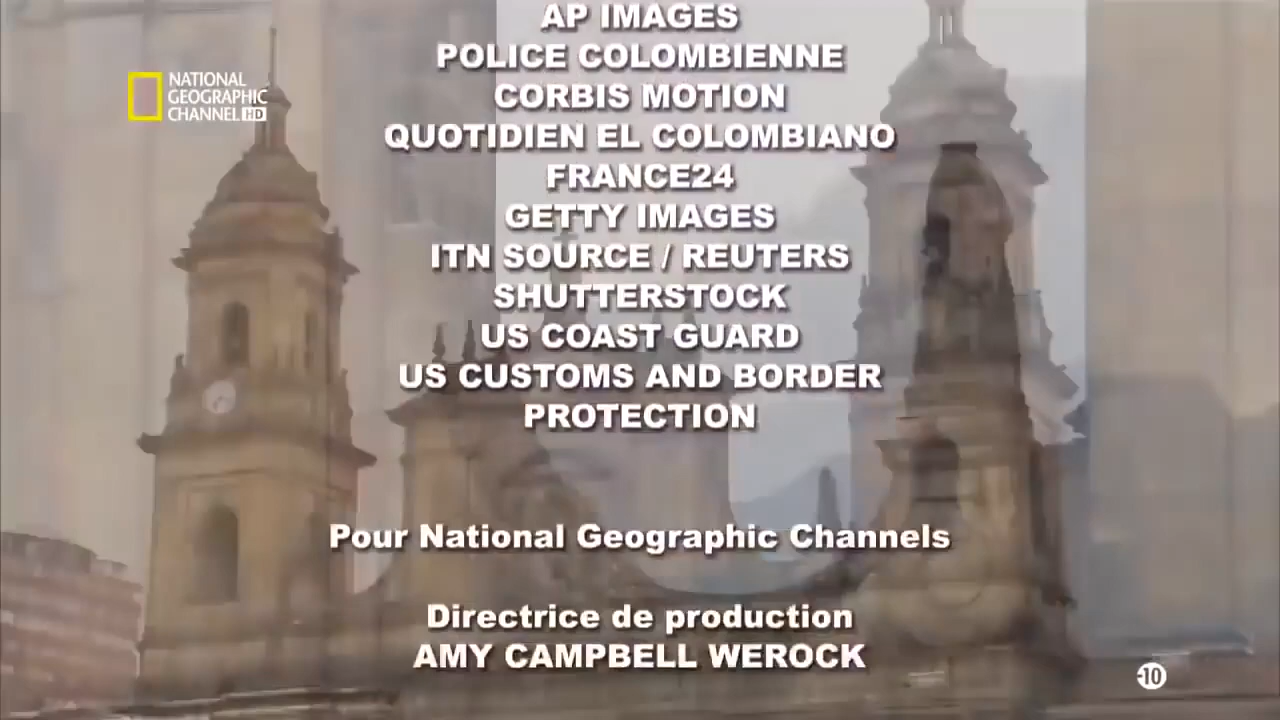 AP IMAGES
POLICE COLOMBIENNE
NATIONAL
GEOGRAPHIC
CHANNEL HD
CORBIS MOTION
QUOTIDIEN EL COLOMBIANO
FRANCE24
GETTY IMAGES
ITN SOURCE / REUTERS
SHUTTERSTOCK
US COAST GUARD
US CUSTOMS AND BORDER
PROTECTION
Pour National Geographic Channels
Directrice de production
AMY CAMPBELL WEROCK
-10